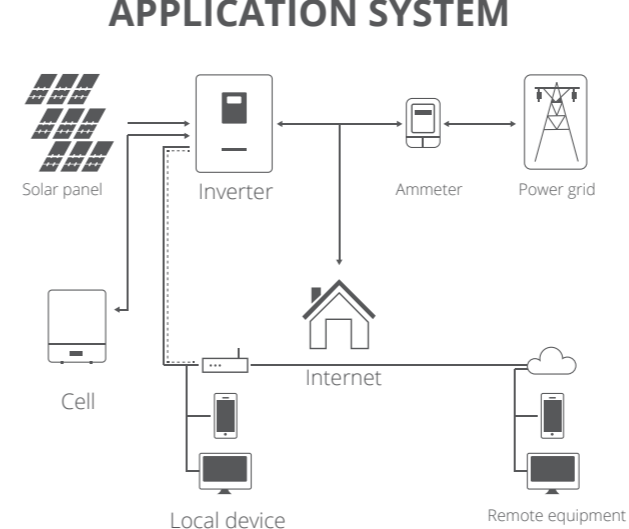 APPLICATION SYSTEM
Solar panel
Inverter
Ammeter
Power grid
Internet
Cell
Local device
Remote equipment